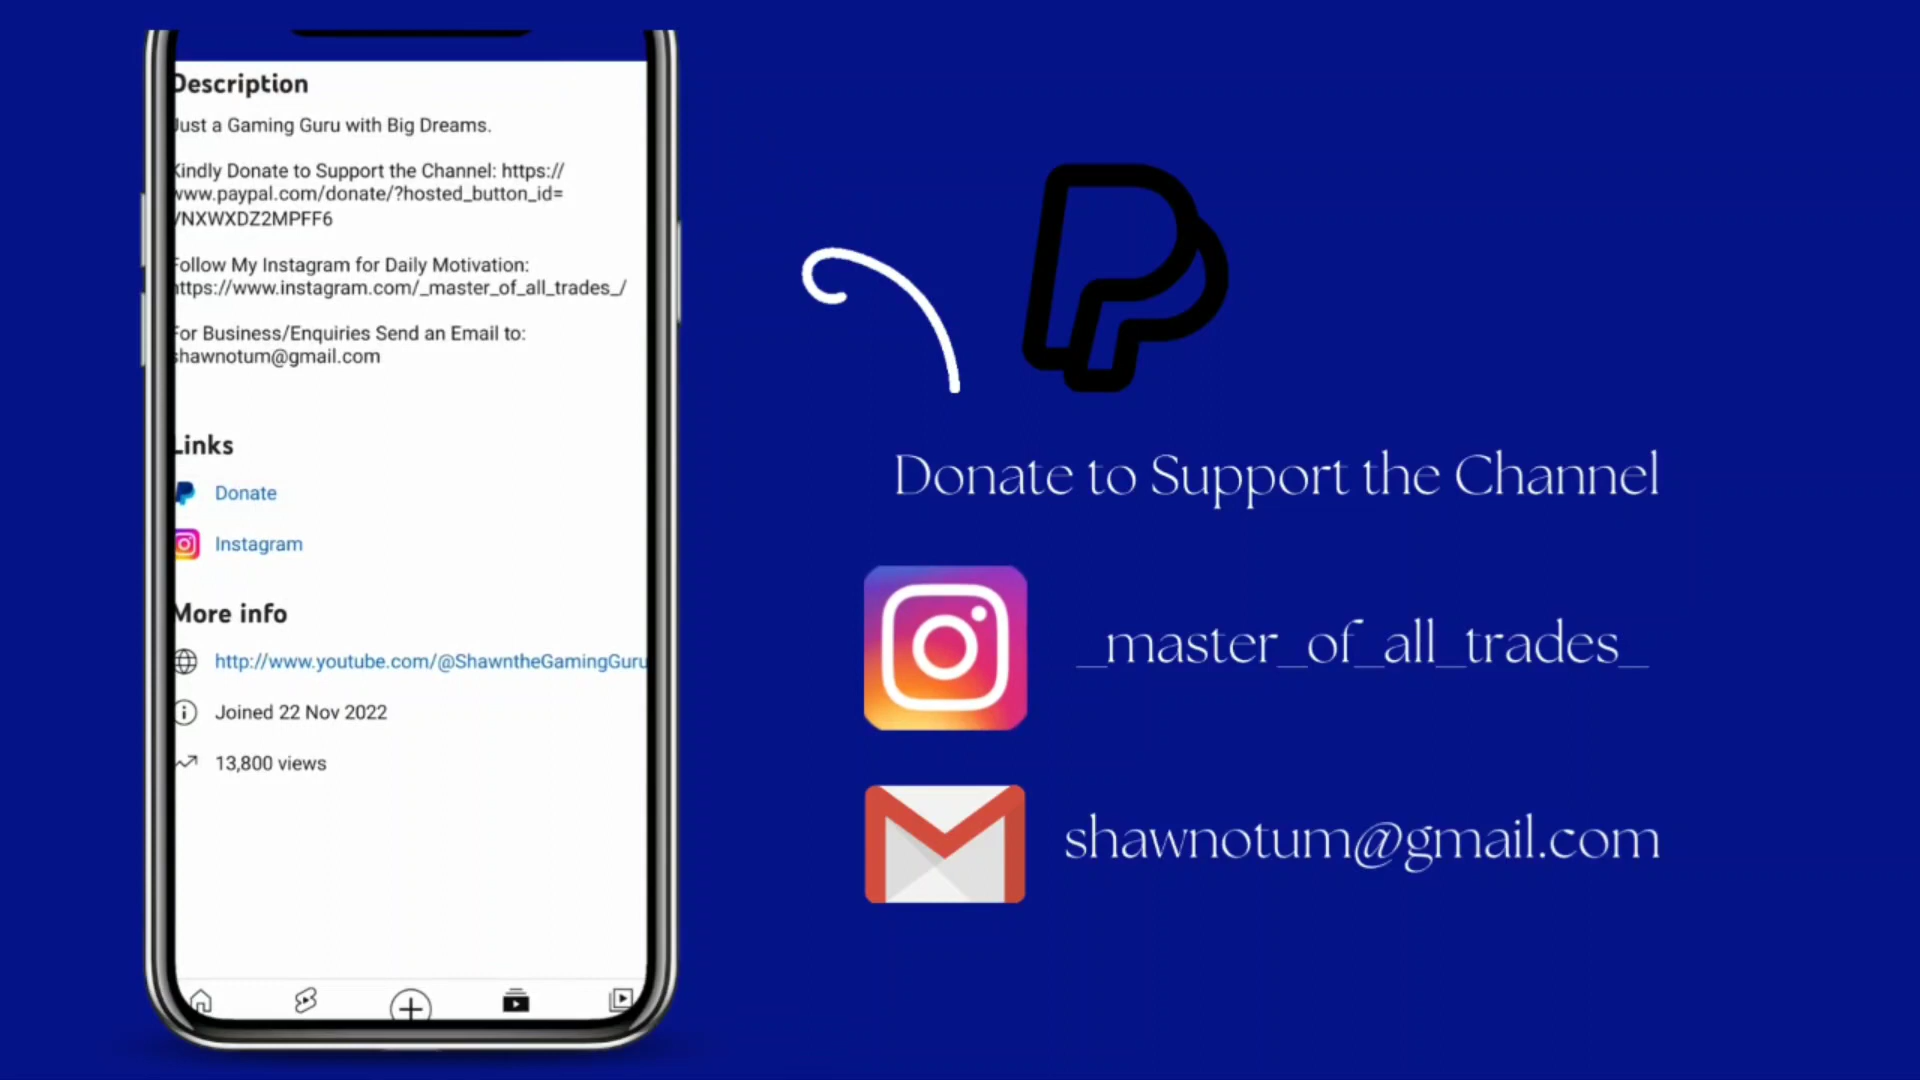 Description
Just a Gaming Guru with Big Dreams.
Kindly Donate to Support the Channel: https://
www.paypal.com/donate/?hosted_button_id=
VNXWXDZ2MPFF6
Follow My Instagram for Daily Motivation:
https://www.instagram.com/_master_of_all_trades_/
For Business/Enquiries Send an Email to:
shawnotum@gmail.com
Links
Donate
Instagram
More info
http://www.youtube.com/@ShawntheGamingGuru
Joined 22 Nov 2022
13,800 views
Donate to Support the Channel
_master_of_all_trades_
shawnotum@gmail.com